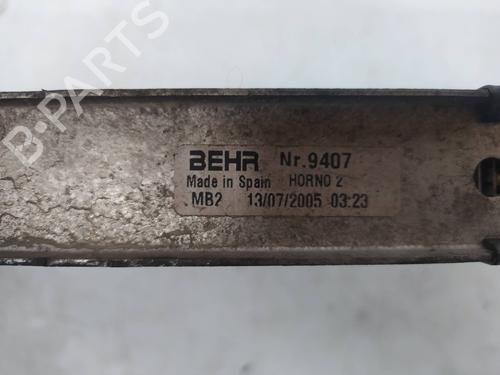 B-PARTS
BEHR Nr.9407
Made in Spain HORNO 2
MB2 13/07/2005 03:23